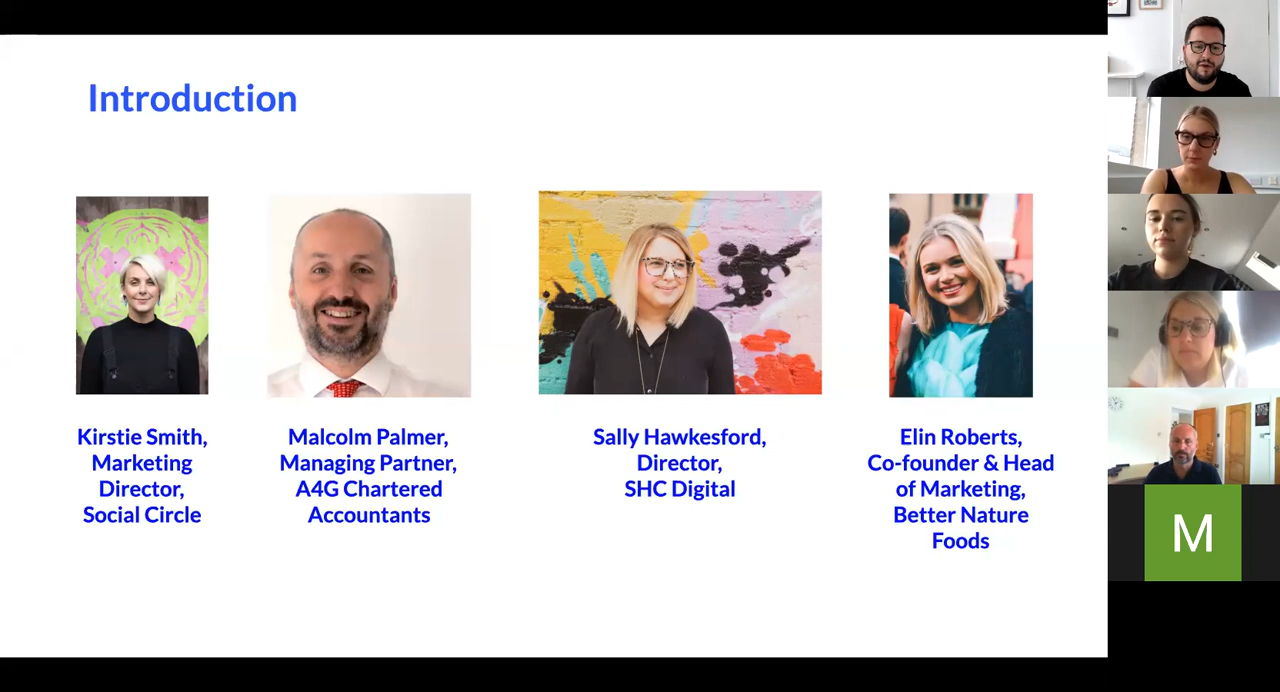 Introduction
Kirstie Smith,
Marketing
Director,
Social Circle
Malcolm Palmer,
Managing Partner,
A4G Chartered
Accountants
Sally Hawkesford,
Director,
SHC Digital
Elin Roberts,
Co-founder & Head
of Marketing,
Better Nature
Foods
M